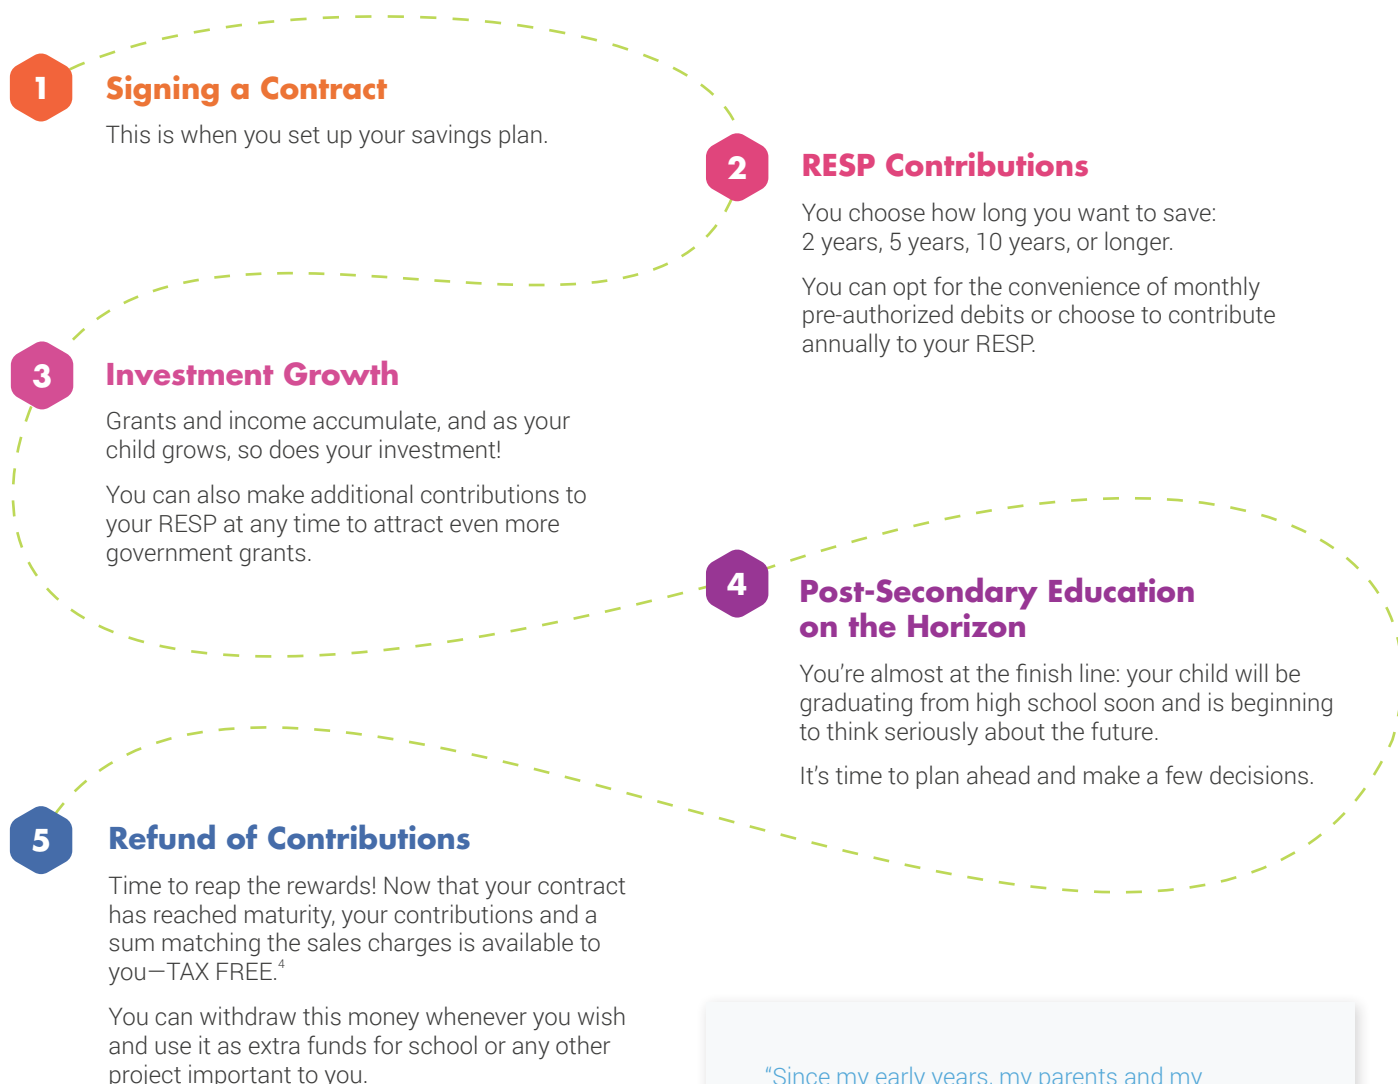 1
Signing a Contract
This is when you set up your savings plan.
2
RESP Contributions
You choose how long you want to save:
2 years, 5 years, 10 years, or longer.
You can opt for the convenience of monthly
pre-authorized debits or choose to contribute
annually to your RESP.
3
Investment Growth
Grants and income accumulate, and as your
child grows, so does your investment!
You can also make additional contributions to
your RESP at any time to attract even more
government grants.
4
Post-Secondary Education
on the Horizon
You’re almost at the finish line: your child will be
graduating from high school soon and is beginning
to think seriously about the future.
It’s time to plan ahead and make a few decisions.
5
Refund of Contributions
Time to reap the rewards! Now that your contract
has reached maturity, your contributions and a
sum matching the sales charges is available to
you—TAX FREE.⁴
You can withdraw this money whenever you wish
and use it as extra funds for school or any other
project important to you.
“Since my early years, my parents and my